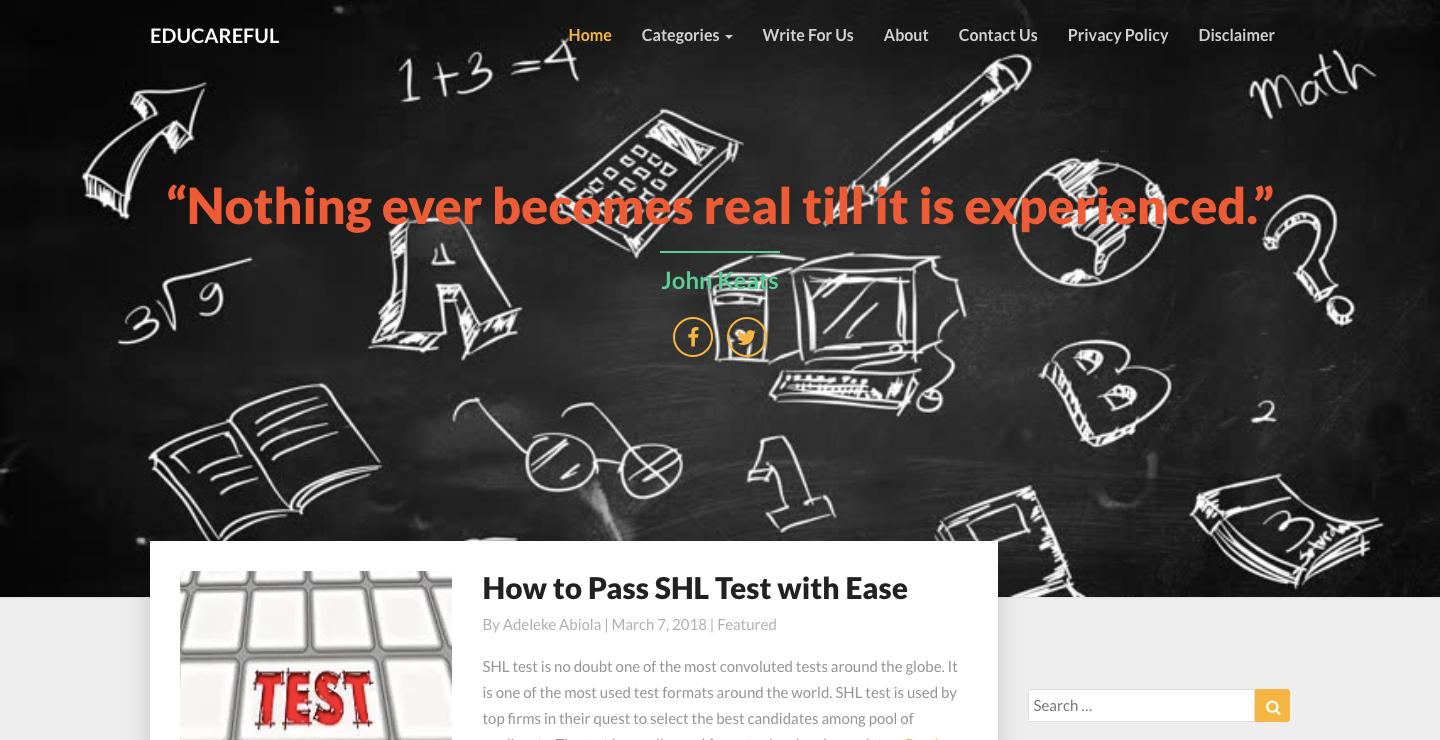 EDUCAREFUL
Home Categories Write For Us About Contact Us Privacy Policy Disclaimer
1+3=4
math
“Nothing ever becomes real till it is experienced.”
A
John Keats
?
3√9
B
2
1
3
How to Pass SHL Test with Ease
By Adeleke Abiola | March 7, 2018 | Featured
SHL test is no doubt one of the most convoluted tests around the globe. It
is one of the most used test formats around the world. SHL test is used by
top firms in their quest to select the best candidates among pool of
TEST
Search ...